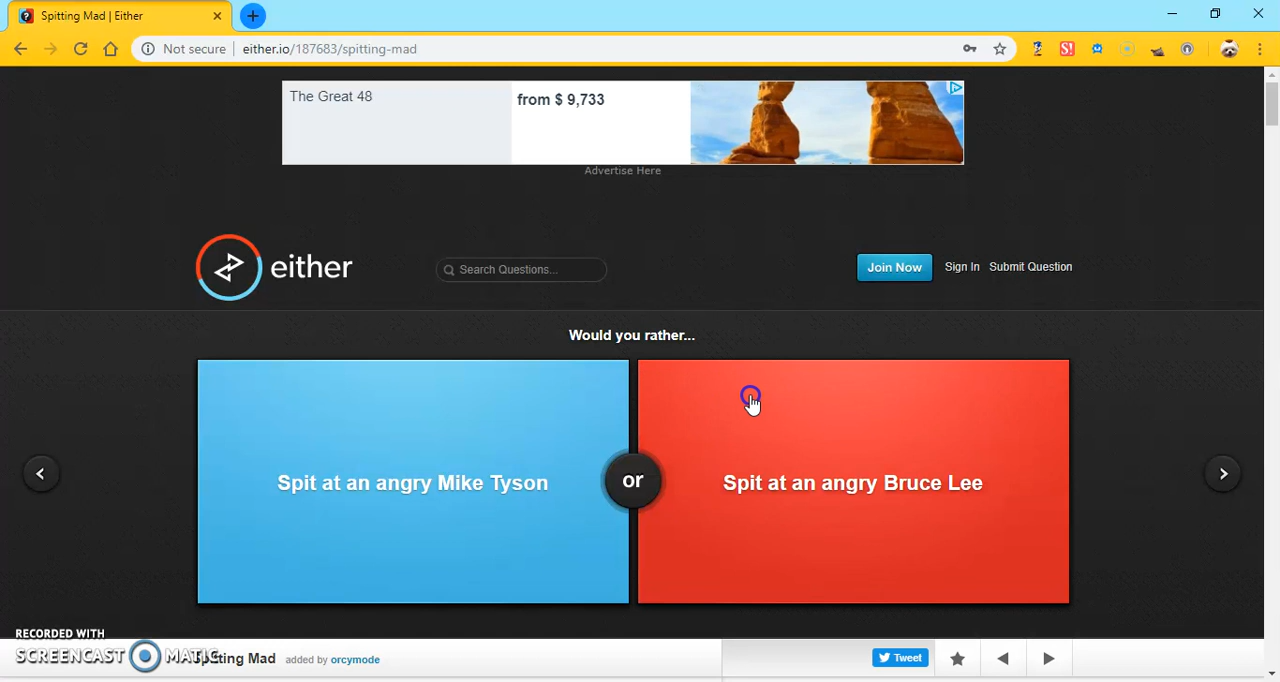 Spitting Mad | Either
Not secure
either.io/187683/spitting-mad
The Great 48
from $ 9,733
Advertise Here
either
Search Questions...
Join Now
Sign In
Submit Question
Would you rather...
Spit at an angry Mike Tyson
or
Spit at an angry Bruce Lee
RECORDED WITH
SCREENCAST MATIC
Spitting Mad
added by orcymode
Tweet